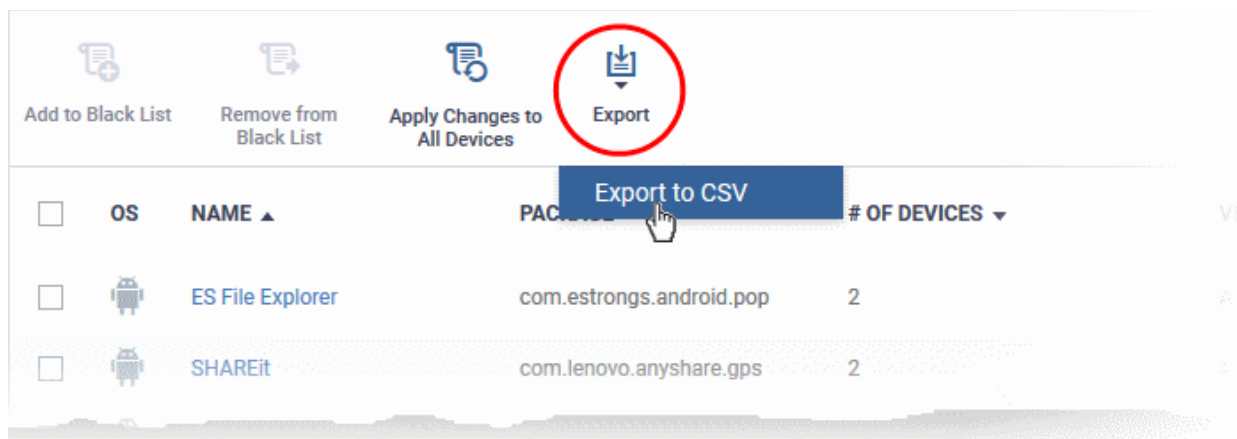 Add to Black List
Remove from
Black List
Apply Changes to
All Devices
Export
Export to CSV
OS NAME # OF DEVICES
ES File Explorer com.estrongs.android.pop 2
SHAREit com.lenovo.anyshare.gps 2